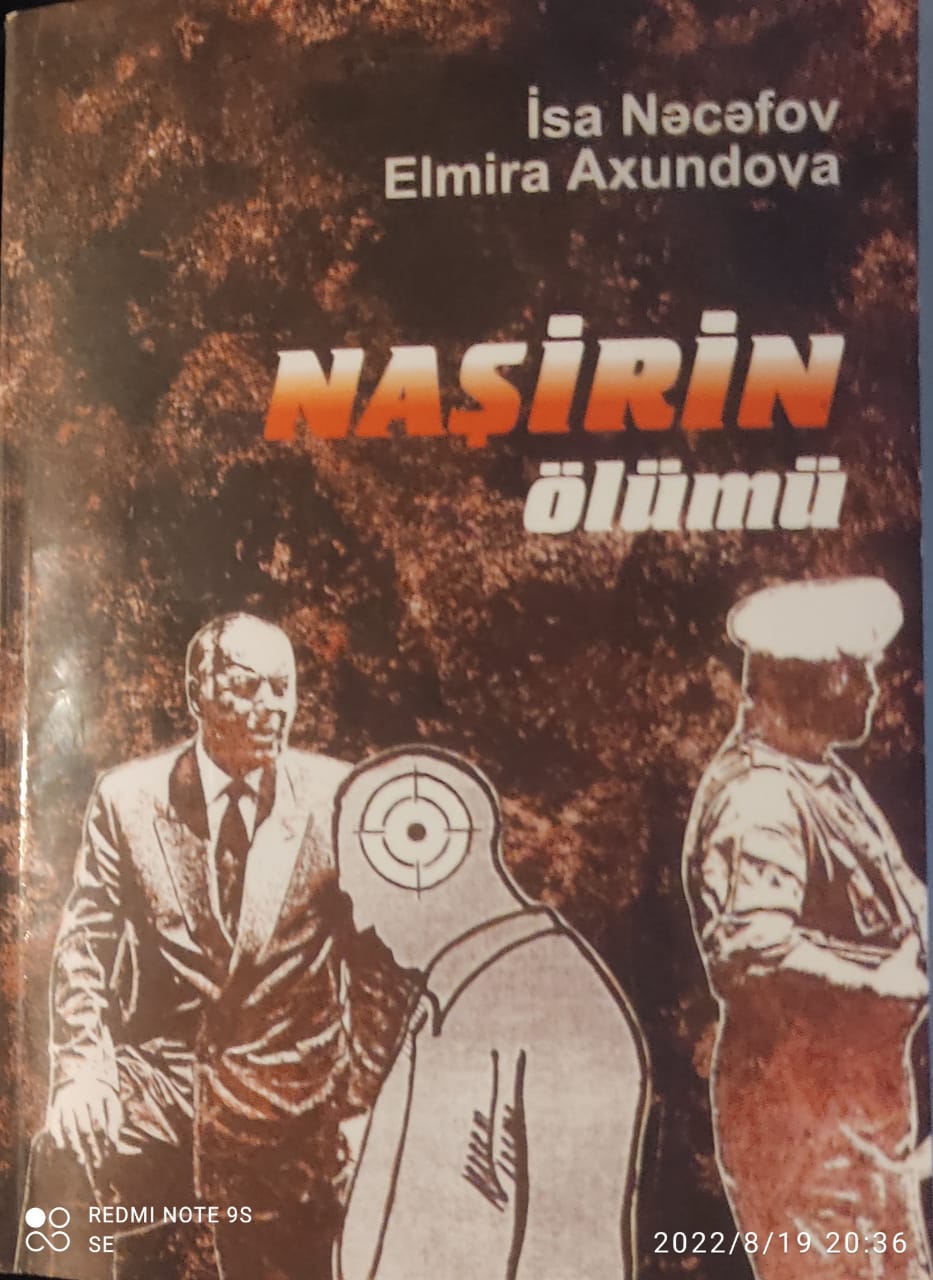 İsa Nəcəfov
Elmira Axundova
NAŞİRİN
ölümü
REDMI NOTE 9S
SE
2022/8/19 20:36